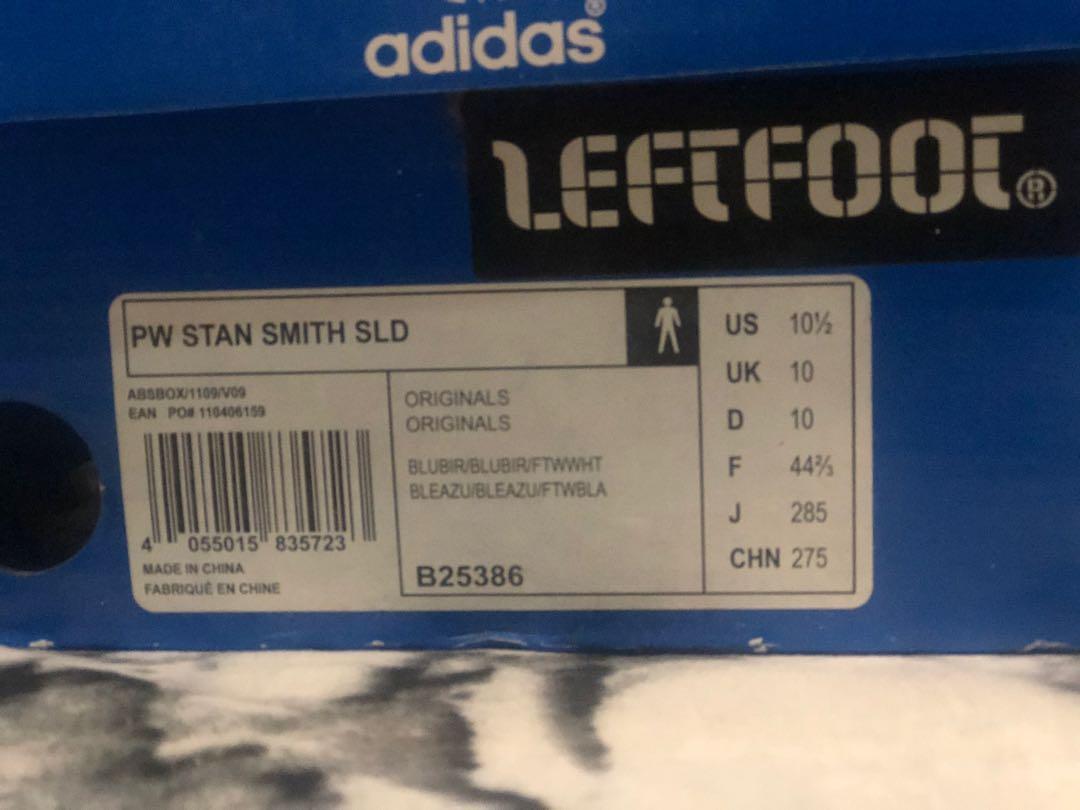 adidas®
LEFTFOOT®
PW STAN SMITH SLD
ABSBOX/1109/V09
EAN PO# 110406159
4 055015 835723
MADE IN CHINA
FABRIQUÉ EN CHINE
ORIGINALS
ORIGINALS
BLUBIR/BLUBIR/FTWWHT
BLEAZU/BLEAZU/FTWBLA
B25386
US 10½
UK 10
D 10
F 44⅔
J 285
CHN 275